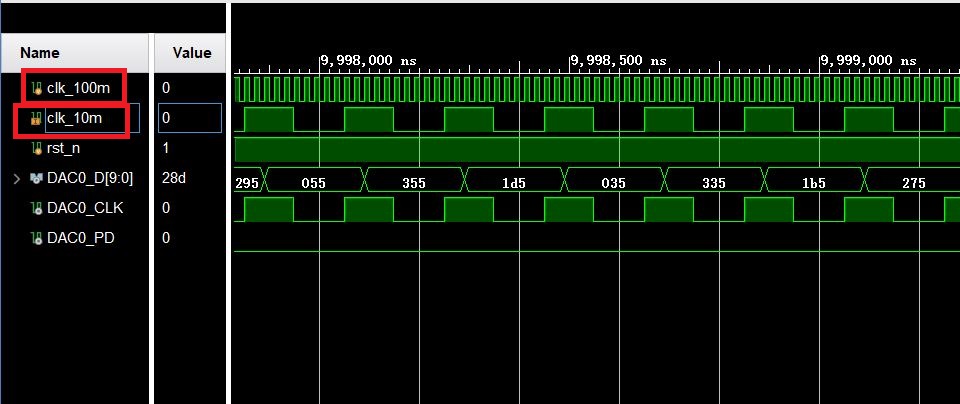 Name Value
9,998,000 ns 9,998,500 ns 9,999,000 ns
clk_100m 0
clk_10m 0
rst_n 1
DAC0_D[9:0] 28d 295 055 355 1d5 035 335 1b5 275
DAC0_CLK 0
DAC0_PD 0